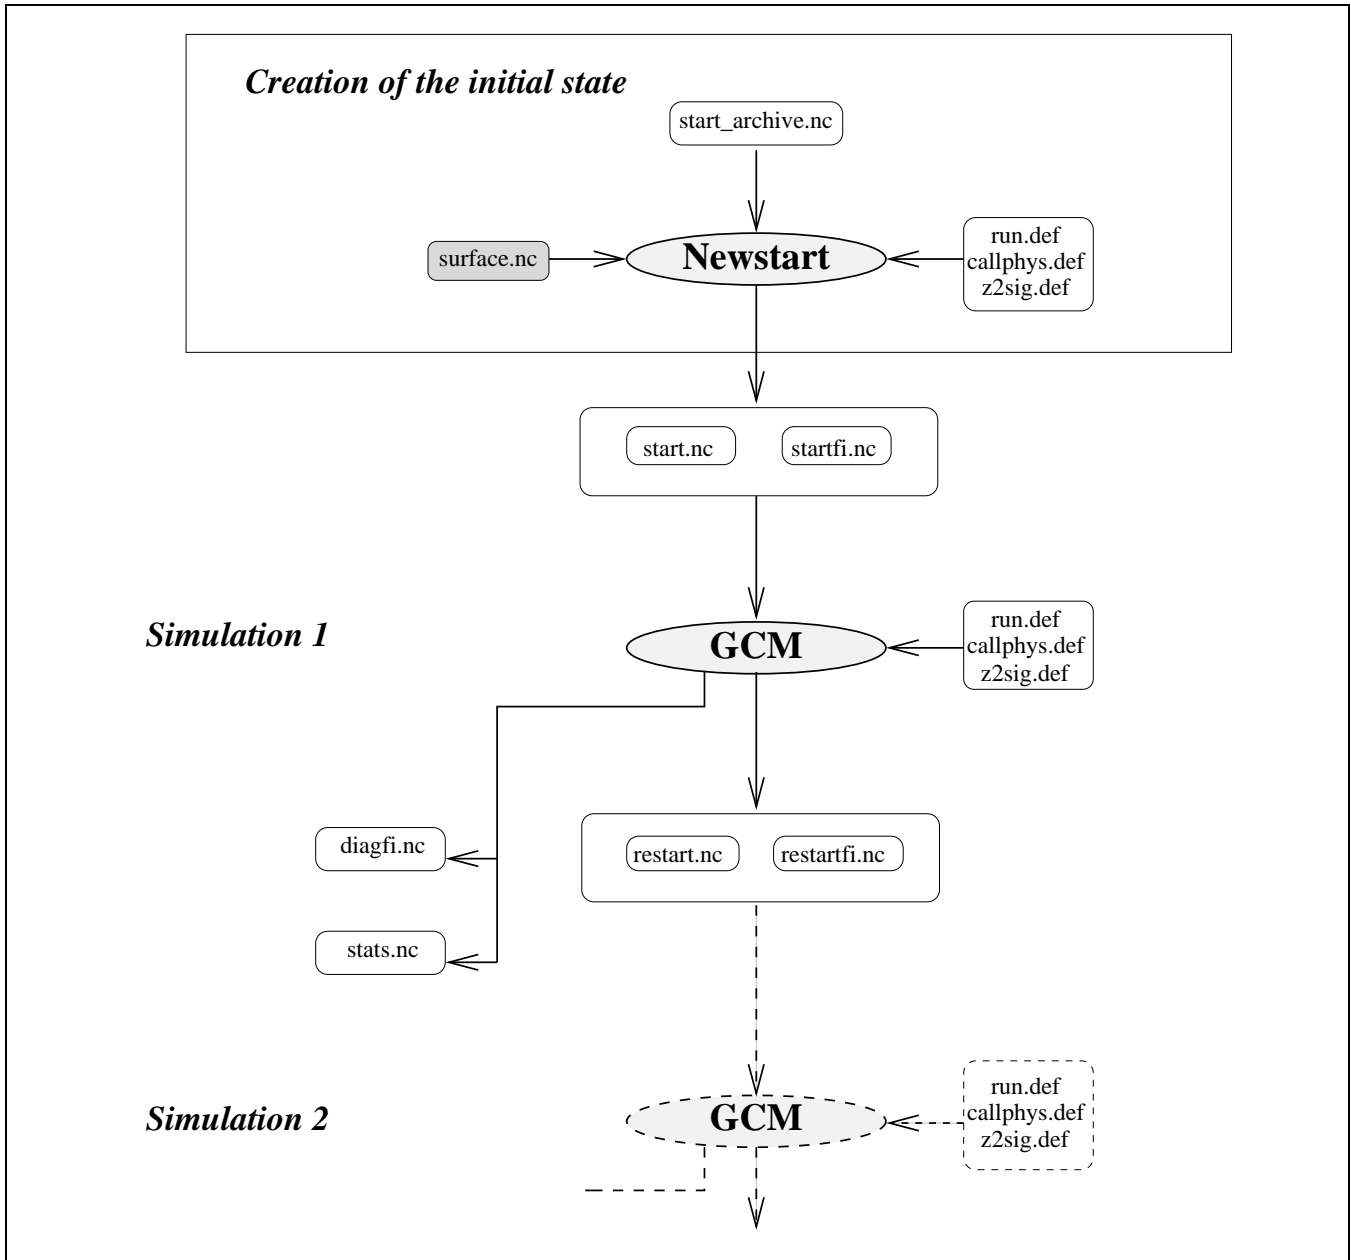 Creation of the initial state
start_archive.nc
surface.nc
Newstart
run.def
callphys.def
z2sig.def
start.nc
startfi.nc
Simulation 1
GCM
run.def
callphys.def
z2sig.def
diagfi.nc
restart.nc
restartfi.nc
stats.nc
Simulation 2
GCM
run.def
callphys.def
z2sig.def